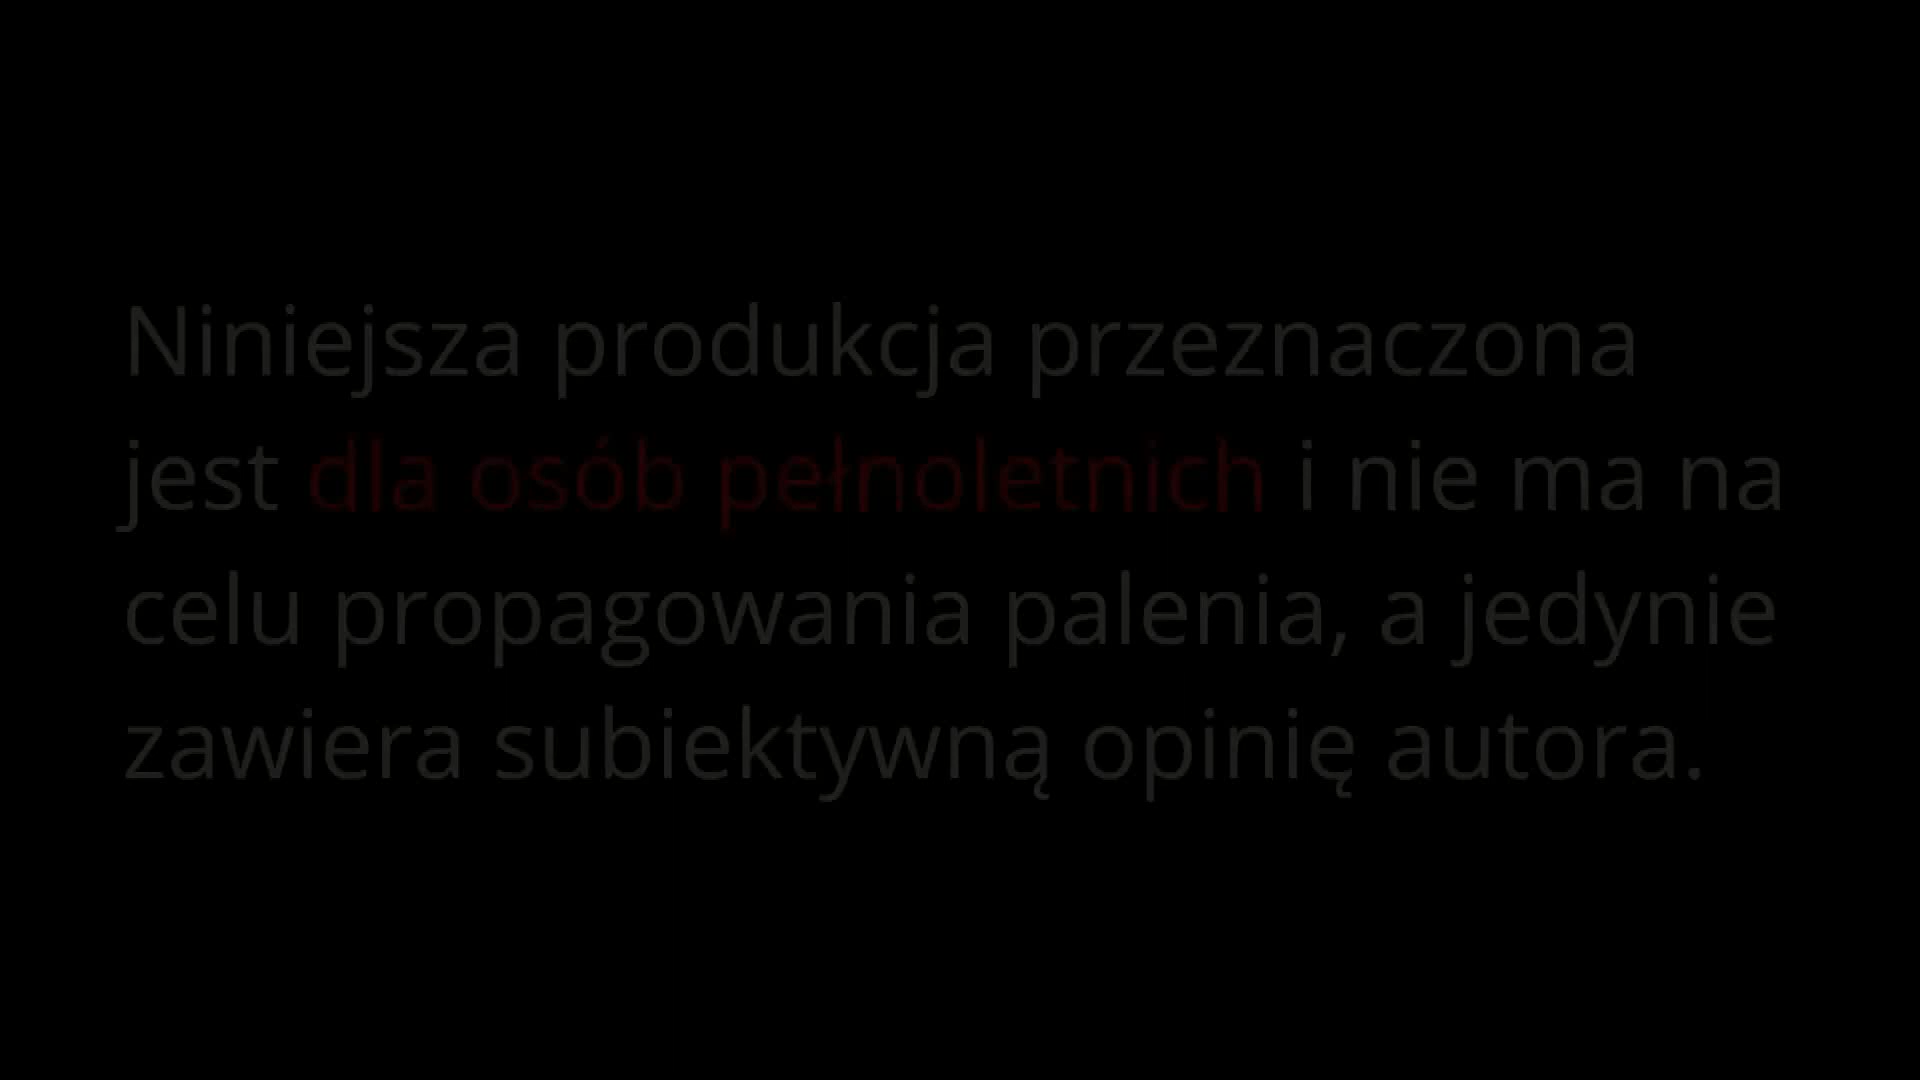 Niniejsza produkcja przeznaczona
jest dla osób pełnoletnich i nie ma na
celu propagowania palenia, a jedynie
zawiera subiektywną opinię autora.